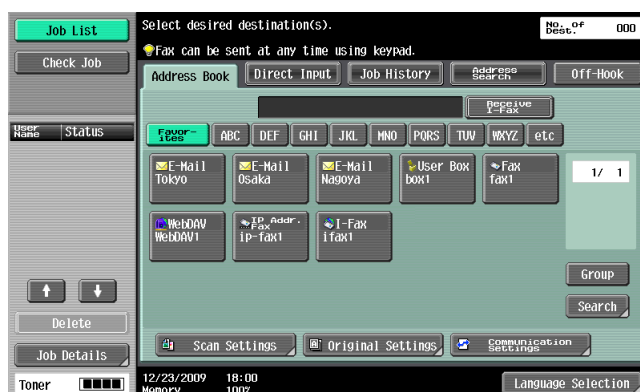 Job List
Check Job
User Name Status
Delete
Job Details
Toner
Select desired destination(s).
No. of Dest. 000
Fax can be sent at any time using keypad.
Address Book Direct Input Job History Address Search Off-Hook
Receive I-Fax
Favor-ites ABC DEF GHI JKL MNO PQRS TUV WXYZ etc
E-Mail Tokyo
E-Mail Osaka
E-Mail Nagoya
User Box box1
Fax fax1
1/ 1
WebDAV WebDAV1
IP Addr. Fax ip-fax1
I-Fax ifax1
Group
Search
Scan Settings Original Settings Communication Settings
12/23/2009 18:00
Memory 100%
Language Selection